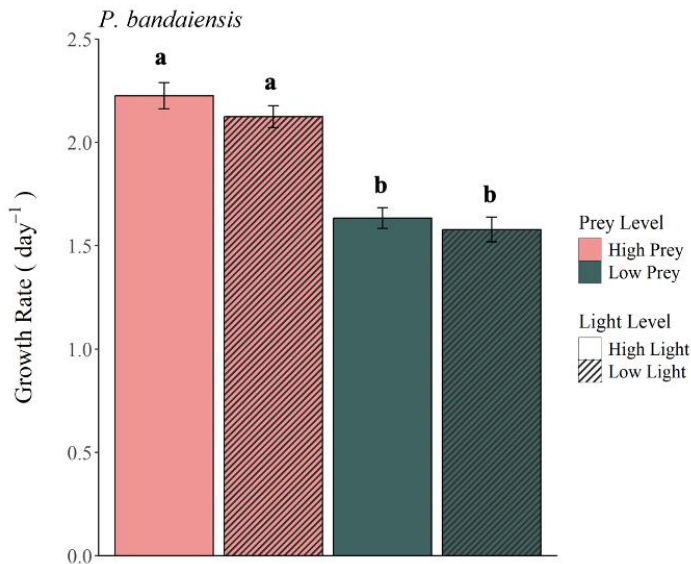 P. bandaiensis
2.5
2.0
1.5
1.0
0.5
0.0
Growth Rate ( day⁻¹ )
a
a
b
b
Prey Level
High Prey
Low Prey
Light Level
High Light
Low Light